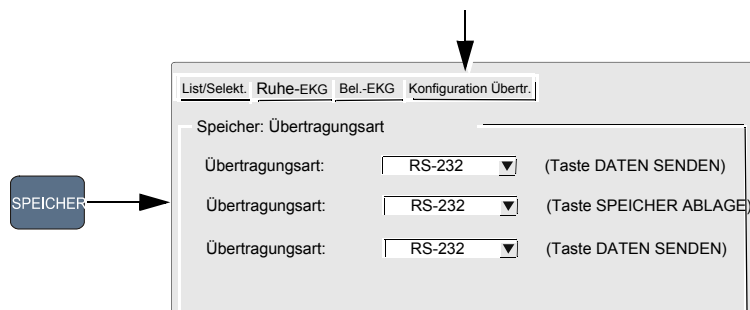 List/Selekt. Ruhe-EKG Bel.-EKG Konfiguration Übertr.
Speicher: Übertragungsart
Übertragungsart: RS-232 (Taste DATEN SENDEN)
SPEICHER
Übertragungsart: RS-232 (Taste SPEICHER ABLAGE)
Übertragungsart: RS-232 (Taste DATEN SENDEN)